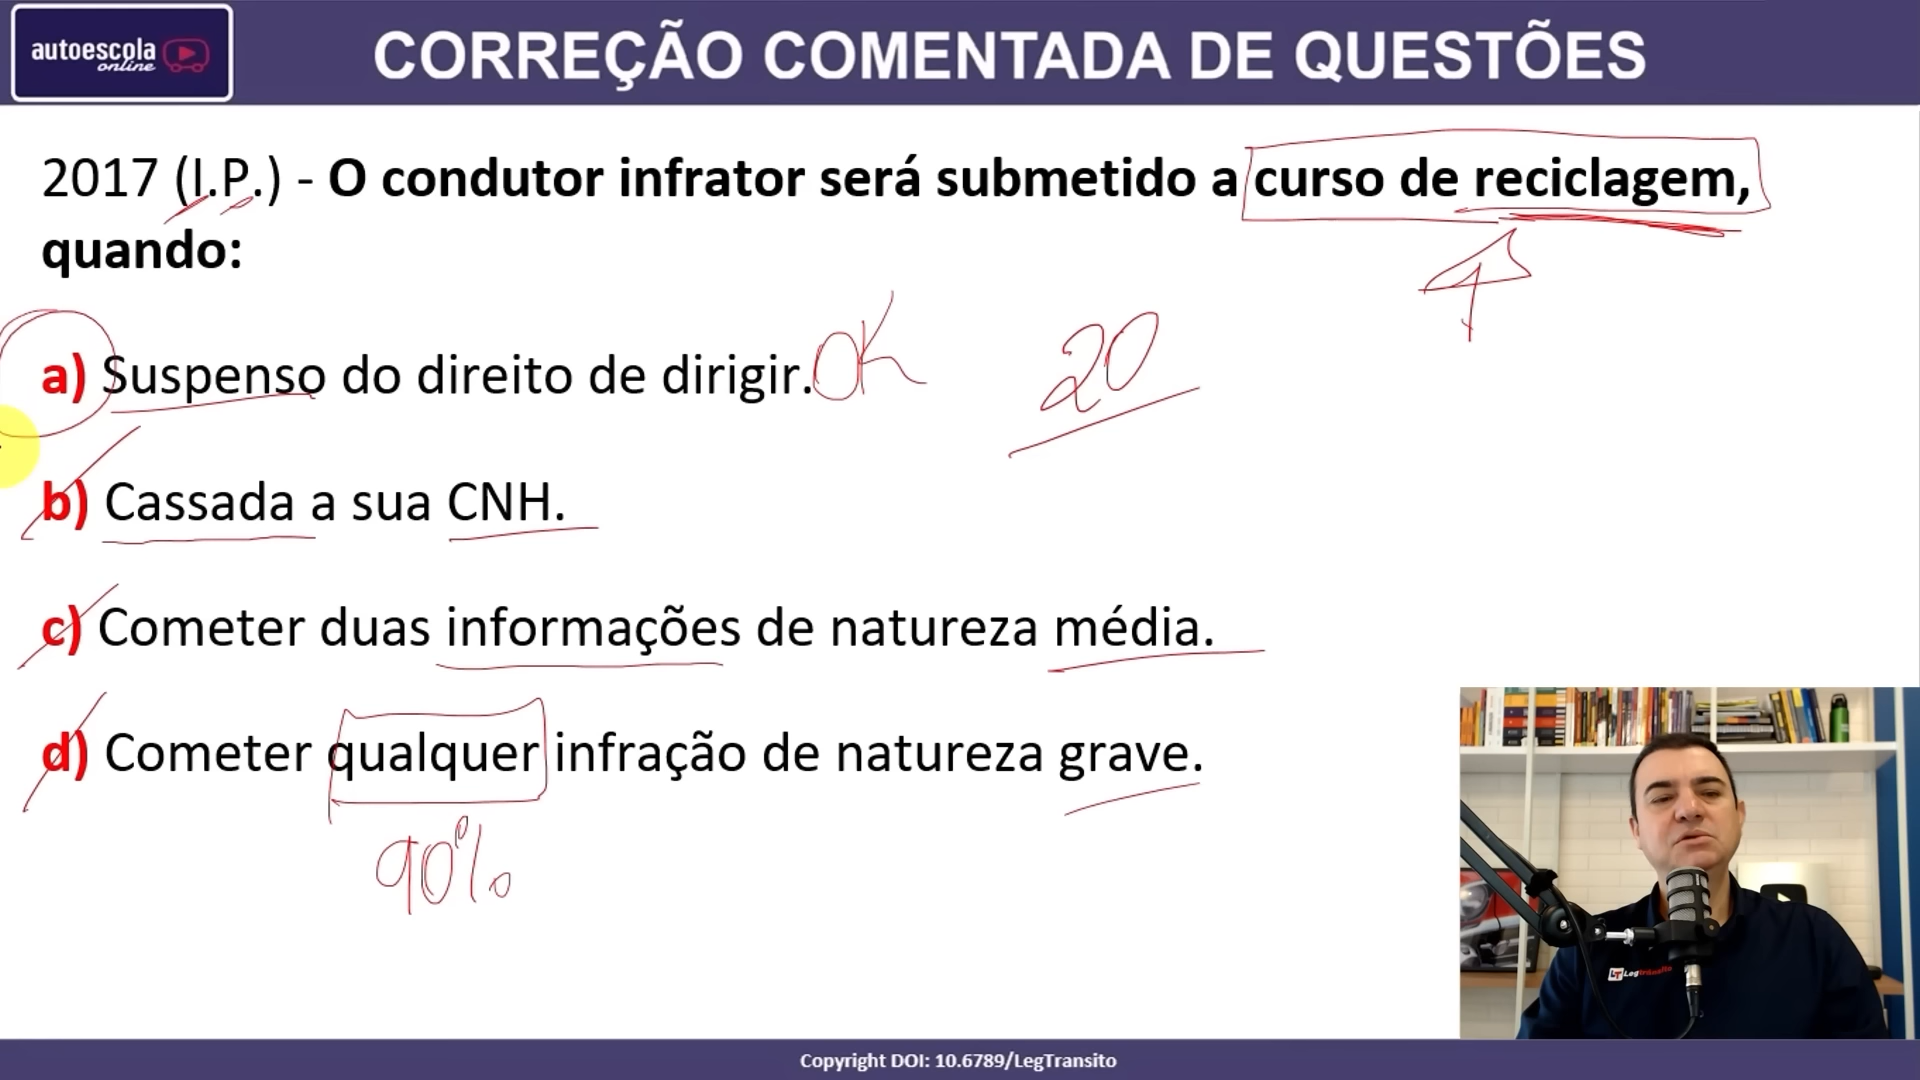 autoescola
online
CORREÇÃO COMENTADA DE QUESTÕES
2017 (I.P.) - O condutor infrator será submetido a curso de reciclagem,
quando:
a) Suspenso do direito de dirigir. OK
20
b) Cassada a sua CNH.
c) Cometer duas informações de natureza média.
d) Cometer qualquer infração de natureza grave.
90%
LT Legtrânsito
Copyright DOI: 10.6789/LegTransito